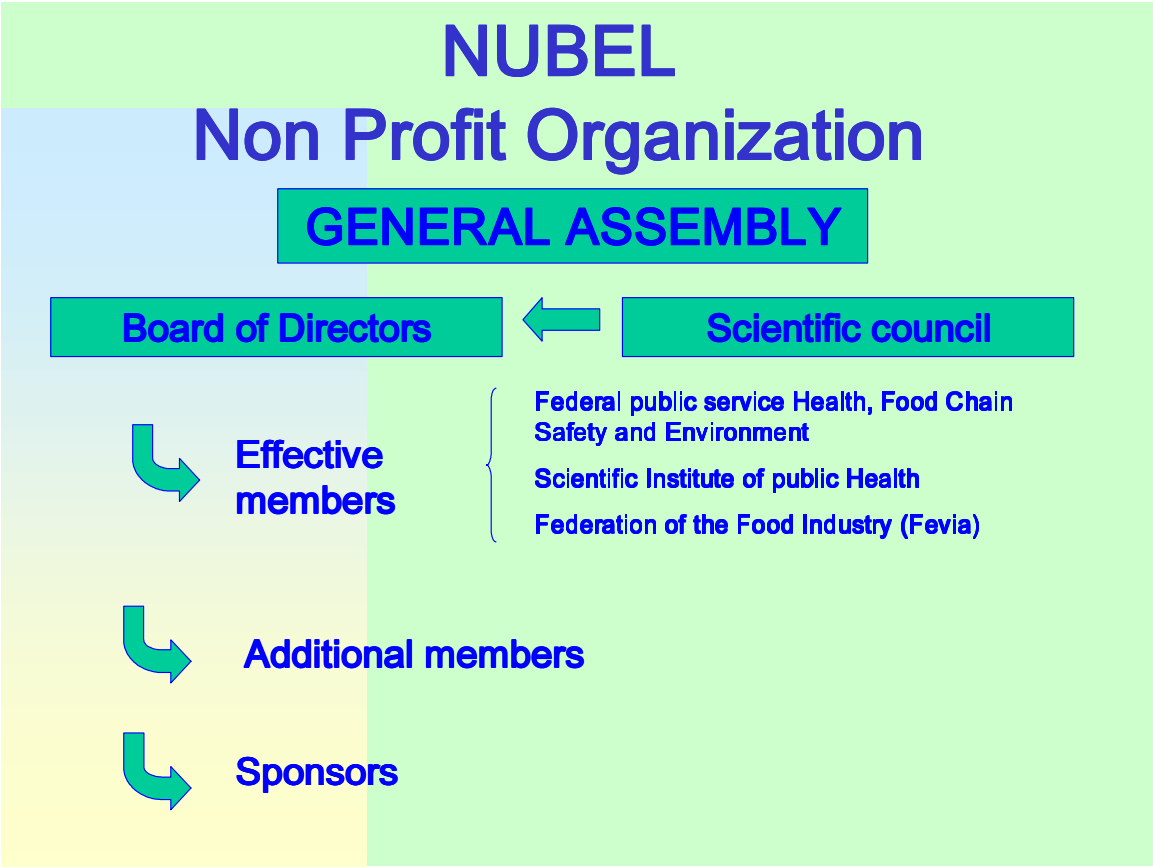 NUBEL
Non Profit Organization
GENERAL ASSEMBLY
Board of Directors
Scientific council
Effective
members
Federal public service Health, Food Chain
Safety and Environment
Scientific Institute of public Health
Federation of the Food Industry (Fevia)
Additional members
Sponsors